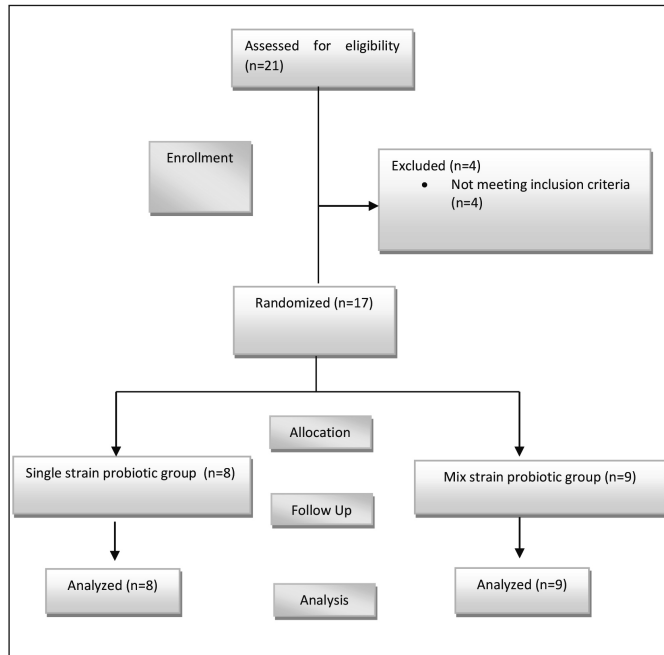 Assessed for eligibility
(n=21)
Enrollment
Excluded (n=4)
• Not meeting inclusion criteria
(n=4)
Randomized (n=17)
Allocation
Single strain probiotic group (n=8)
Mix strain probiotic group (n=9)
Follow Up
Analyzed (n=8)
Analyzed (n=9)
Analysis